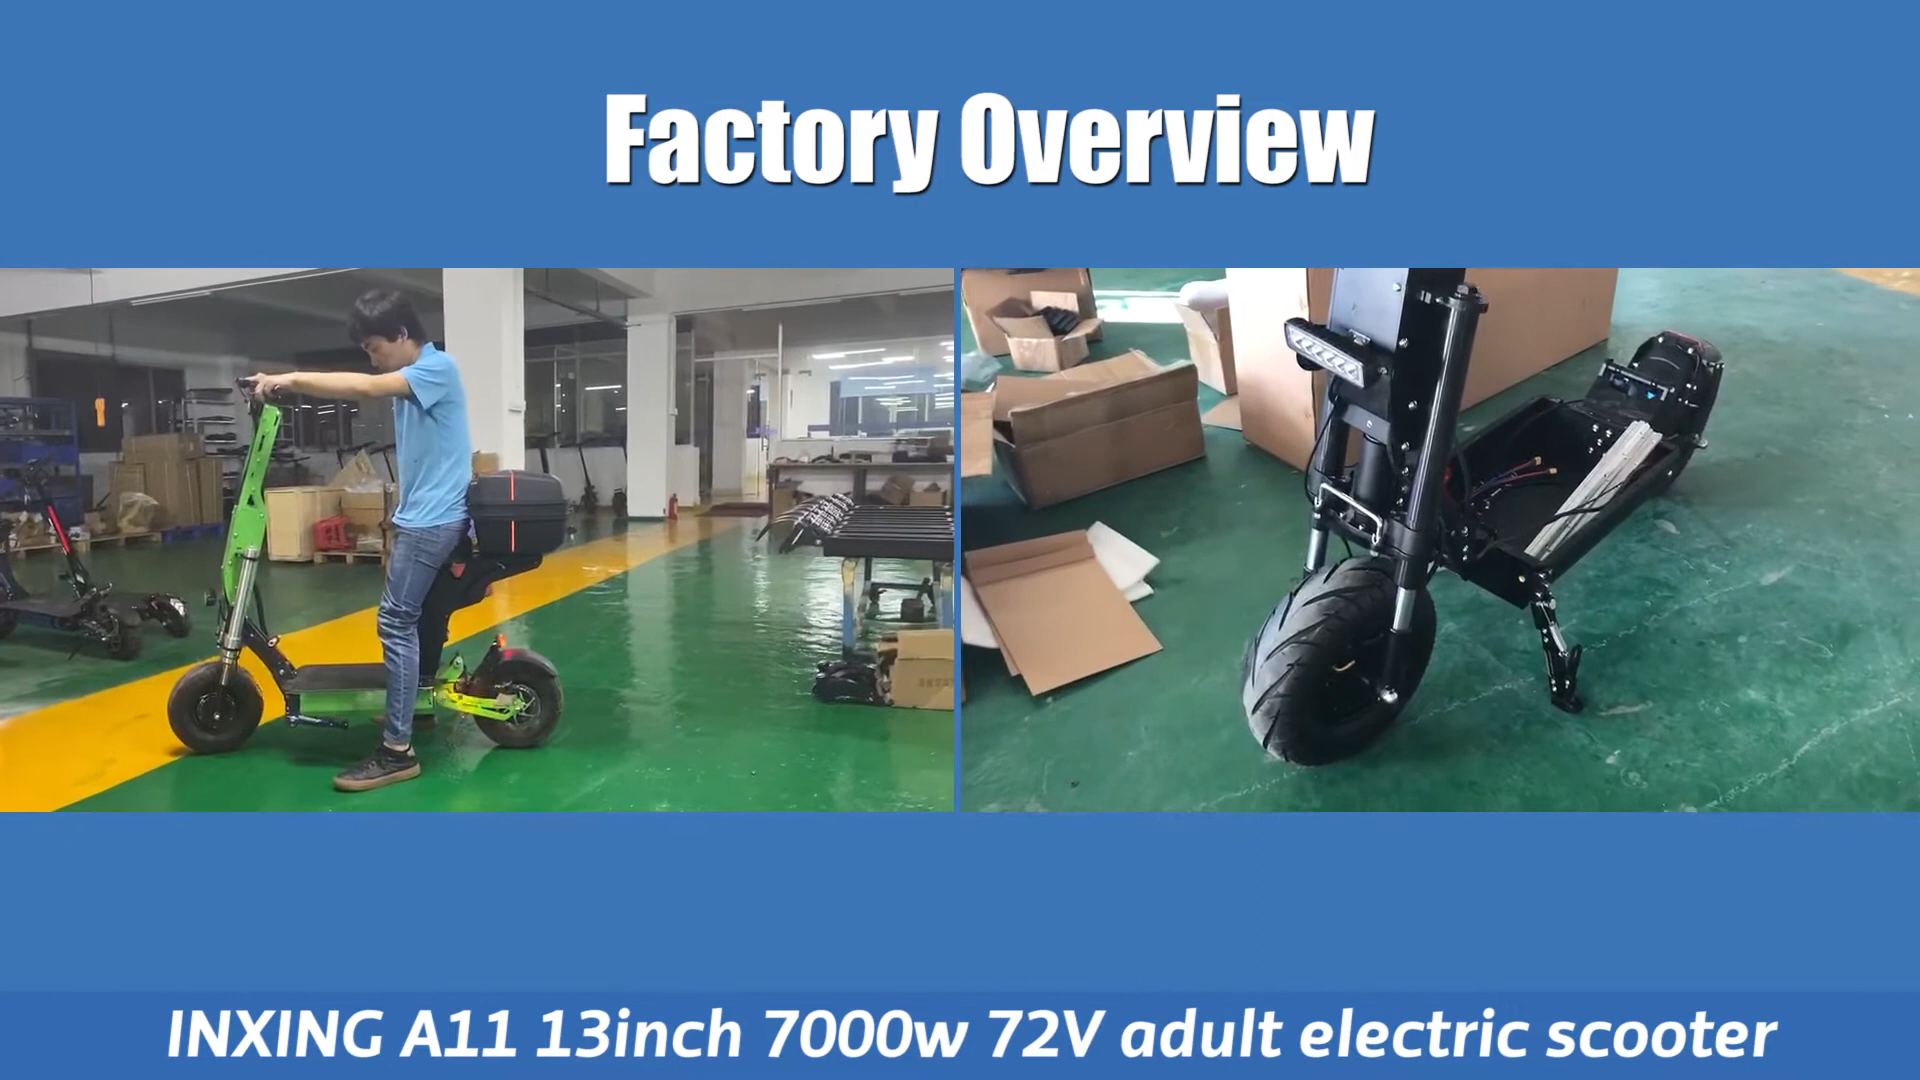 Factory Overview
INXING A11 13inch 7000w 72V adult electric scooter